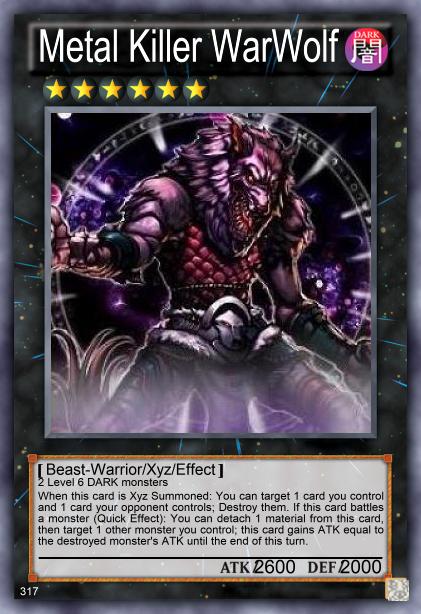 Metal Killer WarWolf
DARK
闇
[ Beast-Warrior/Xyz/Effect ]
2 Level 6 DARK monsters
When this card is Xyz Summoned: You can target 1 card you control
and 1 card your opponent controls; Destroy them. If this card battles
a monster (Quick Effect): You can detach 1 material from this card,
then target 1 other monster you control; this card gains ATK equal to
the destroyed monster's ATK until the end of this turn.
ATK/2600 DEF/2000
317